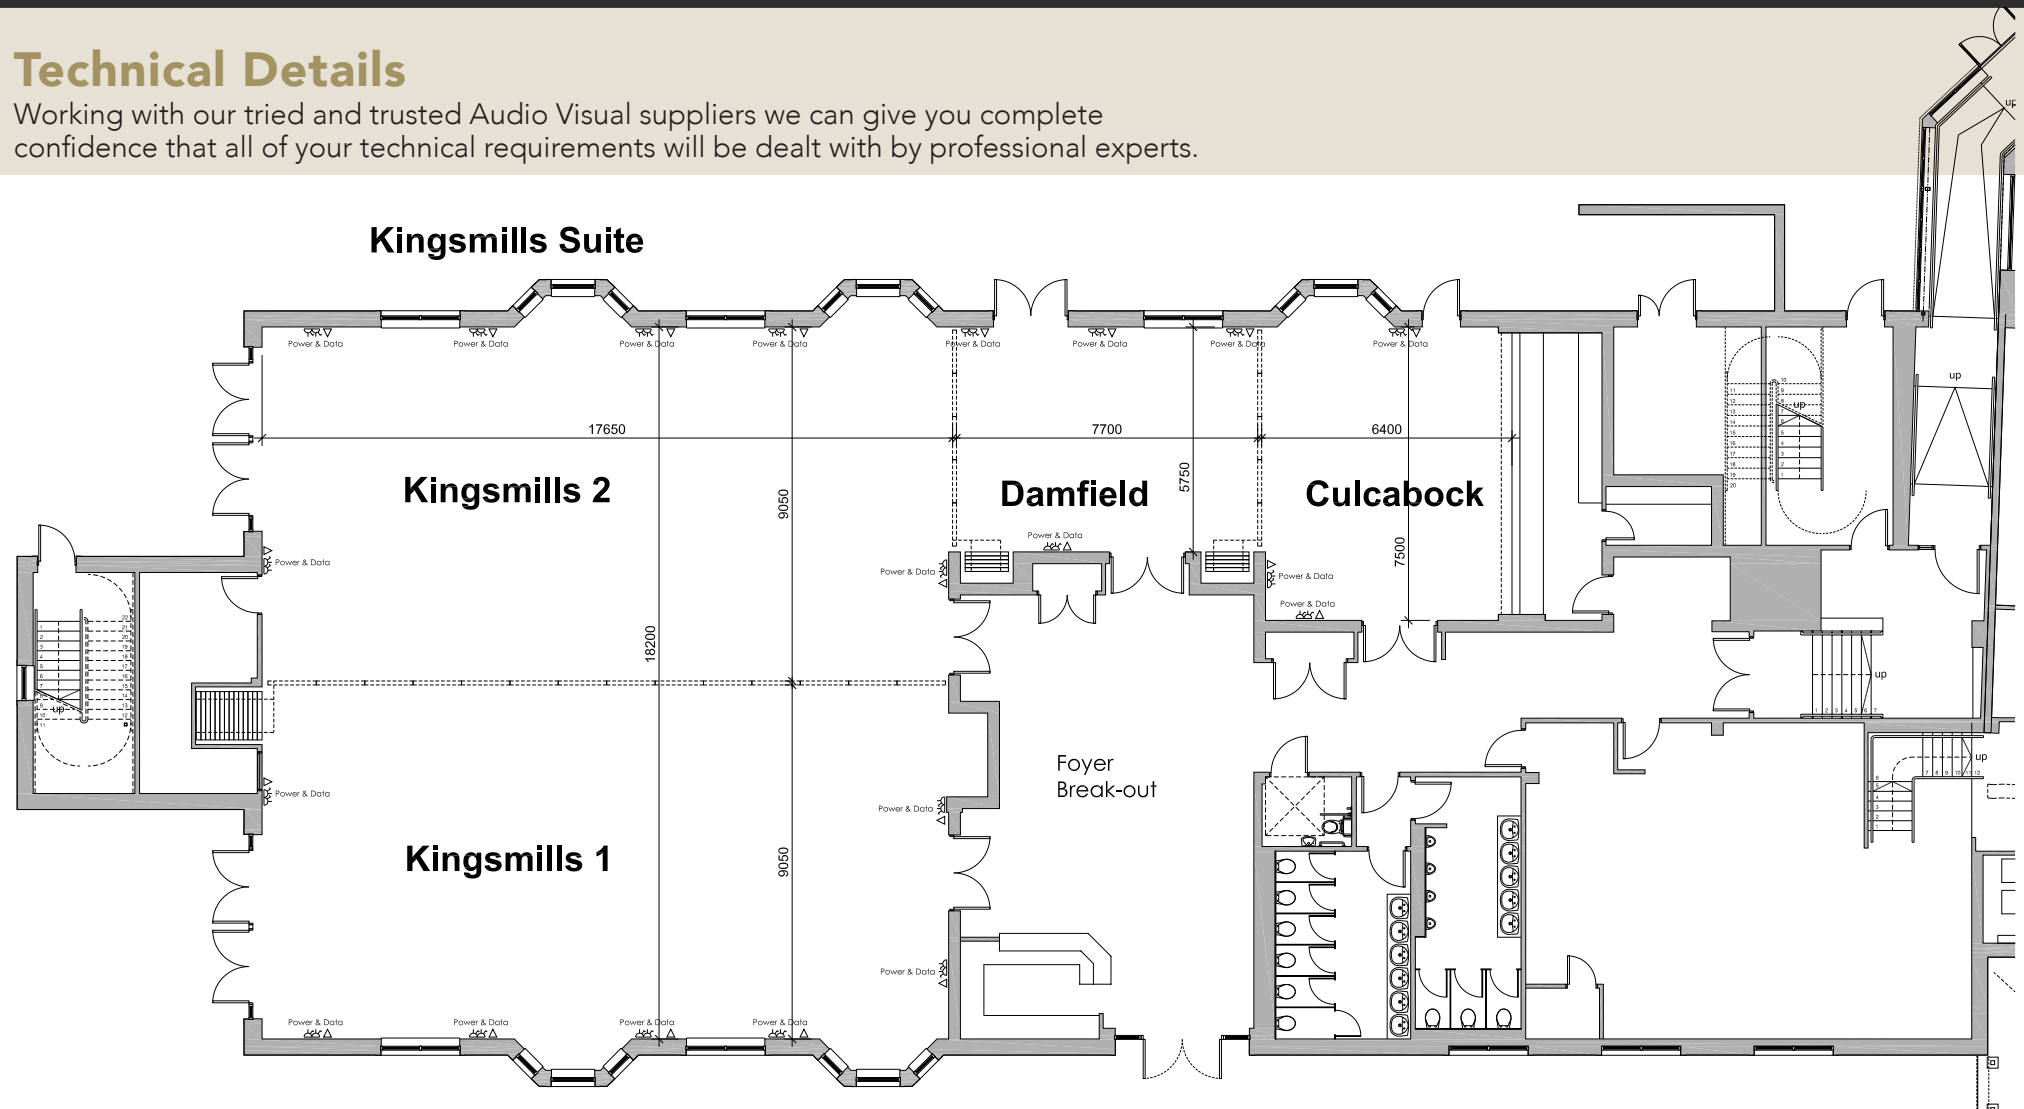 Technical Details
Working with our tried and trusted Audio Visual suppliers we can give you complete
confidence that all of your technical requirements will be dealt with by professional experts.
up
Kingsmills Suite
Power & Data
Power & Data
Power & Data
Power & Data
Power & Data
Power & Data
Power & Data
Power & Data
up
up
17650
7700
6400
Kingsmills 2
9050
Damfield
5750
Culcabock
7500
Power & Data
Power & Data
Power & Data
Power & Data
Power & Data
18200
up
up
up
Foyer
Break-out
Power & Data
Power & Data
Kingsmills 1
9050
Power & Data
Power & Data
Power & Data
Power & Data
Power & Data